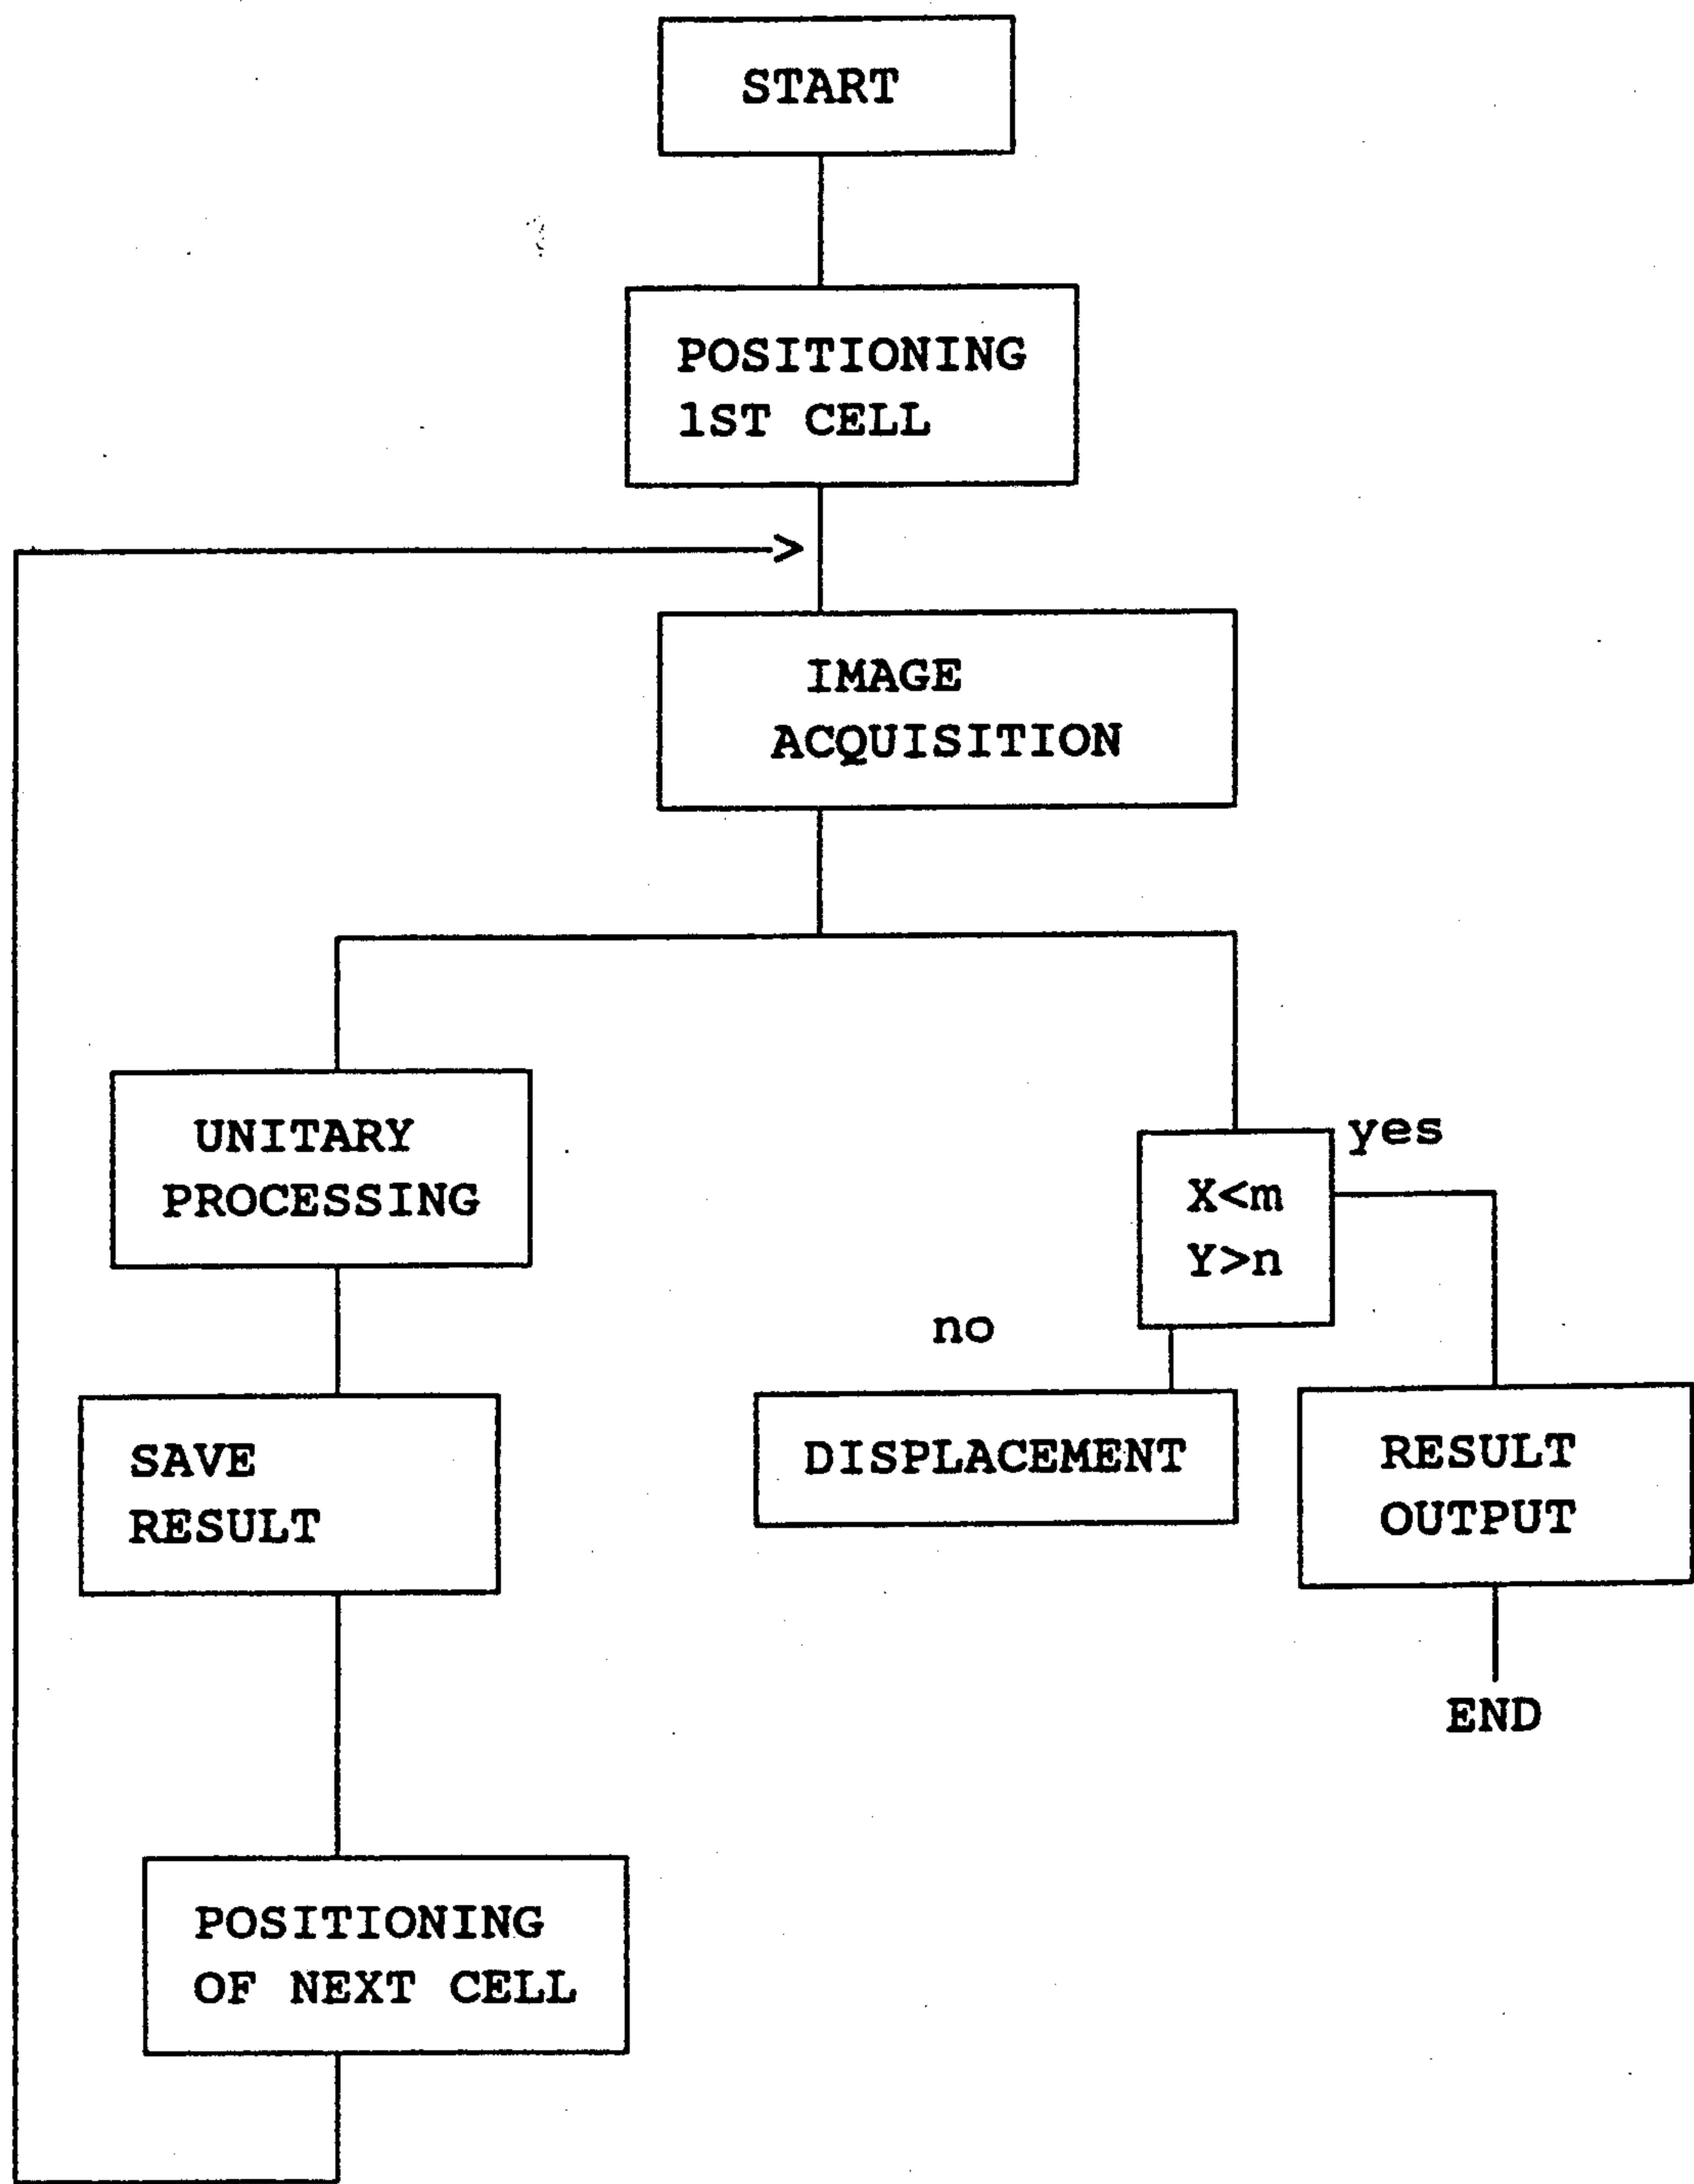 START
POSITIONING
1ST CELL
IMAGE
ACQUISITION
UNITARY
PROCESSING
yes
X<m
Y>n
no
SAVE
RESULT
DISPLACEMENT
RESULT
OUTPUT
END
POSITIONING
OF NEXT CELL